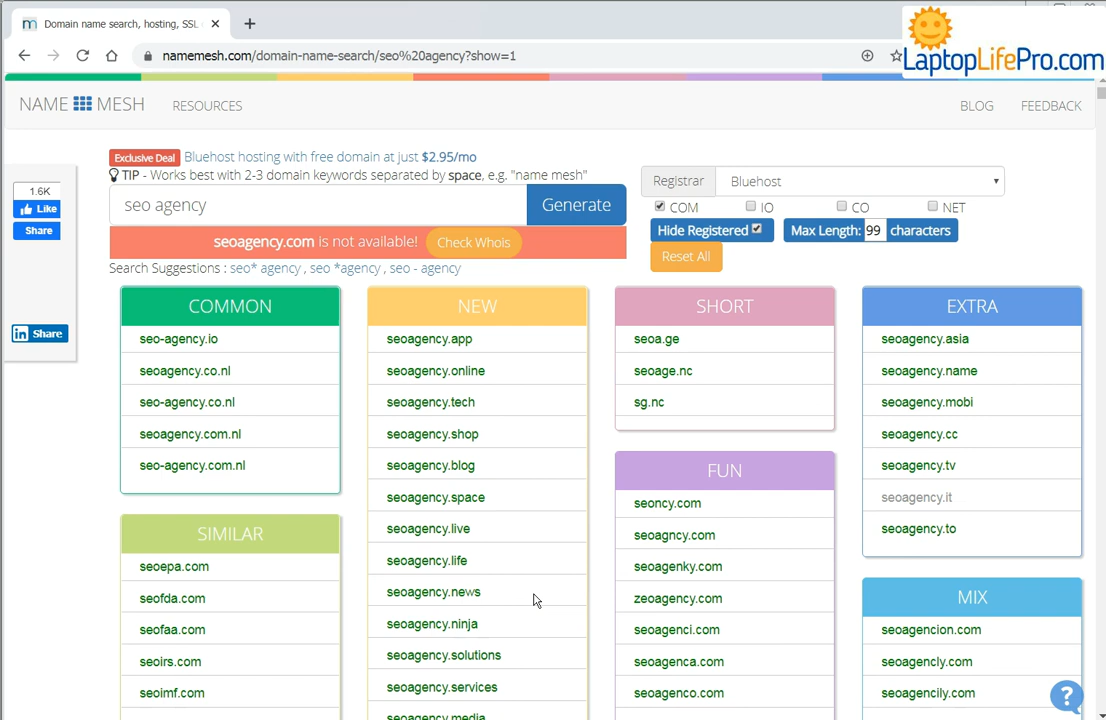 Domain name search, hosting, SSL
namemesh.com/domain-name-search/seo%20agency?show=1
LaptopLifePro.com
NAME MESH
RESOURCES
BLOG
FEEDBACK
Exclusive Deal Bluehost hosting with free domain at just $2.95/mo
TIP - Works best with 2-3 domain keywords separated by space, e.g. "name mesh"
seo agency
Generate
seoagency.com is not available! Check Whois
Search Suggestions : seo* agency , seo *agency , seo - agency
Registrar Bluehost
COM IO CO NET
Hide Registered Max Length: 99 characters
Reset All
1.6K
Like
Share
in Share
COMMON
seo-agency.io
seoagency.co.nl
seo-agency.co.nl
seoagency.com.nl
seo-agency.com.nl
SIMILAR
seoepa.com
seofda.com
seofaa.com
seoirs.com
seoimf.com
NEW
seoagency.app
seoagency.online
seoagency.tech
seoagency.shop
seoagency.blog
seoagency.space
seoagency.live
seoagency.life
seoagency.news
seoagency.ninja
seoagency.solutions
seoagency.services
seoagency.media
SHORT
seoa.ge
seoage.nc
sg.nc
FUN
seoncy.com
seoagncy.com
seoagenky.com
zeoagency.com
seoagenci.com
seoagenca.com
seoagenco.com
EXTRA
seoagency.asia
seoagency.name
seoagency.mobi
seoagency.cc
seoagency.tv
seoagency.it
seoagency.to
MIX
seoagencion.com
seoagencly.com
seoagencily.com
?